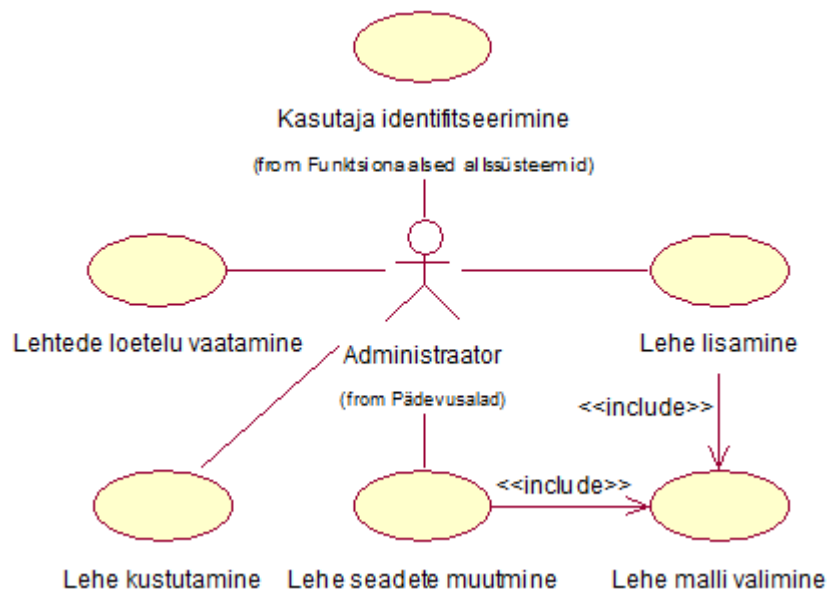 Kasutaja identifitseerimine
(from Funktsionaalsed allssüsteemid)
Lehtede loetelu vaatamine
Administraator
(from Pädevusalad)
Lehe lisamine
<<include>>
<<include>>
Lehe kustutamine
Lehe seadete muutmine
Lehe malli valimine